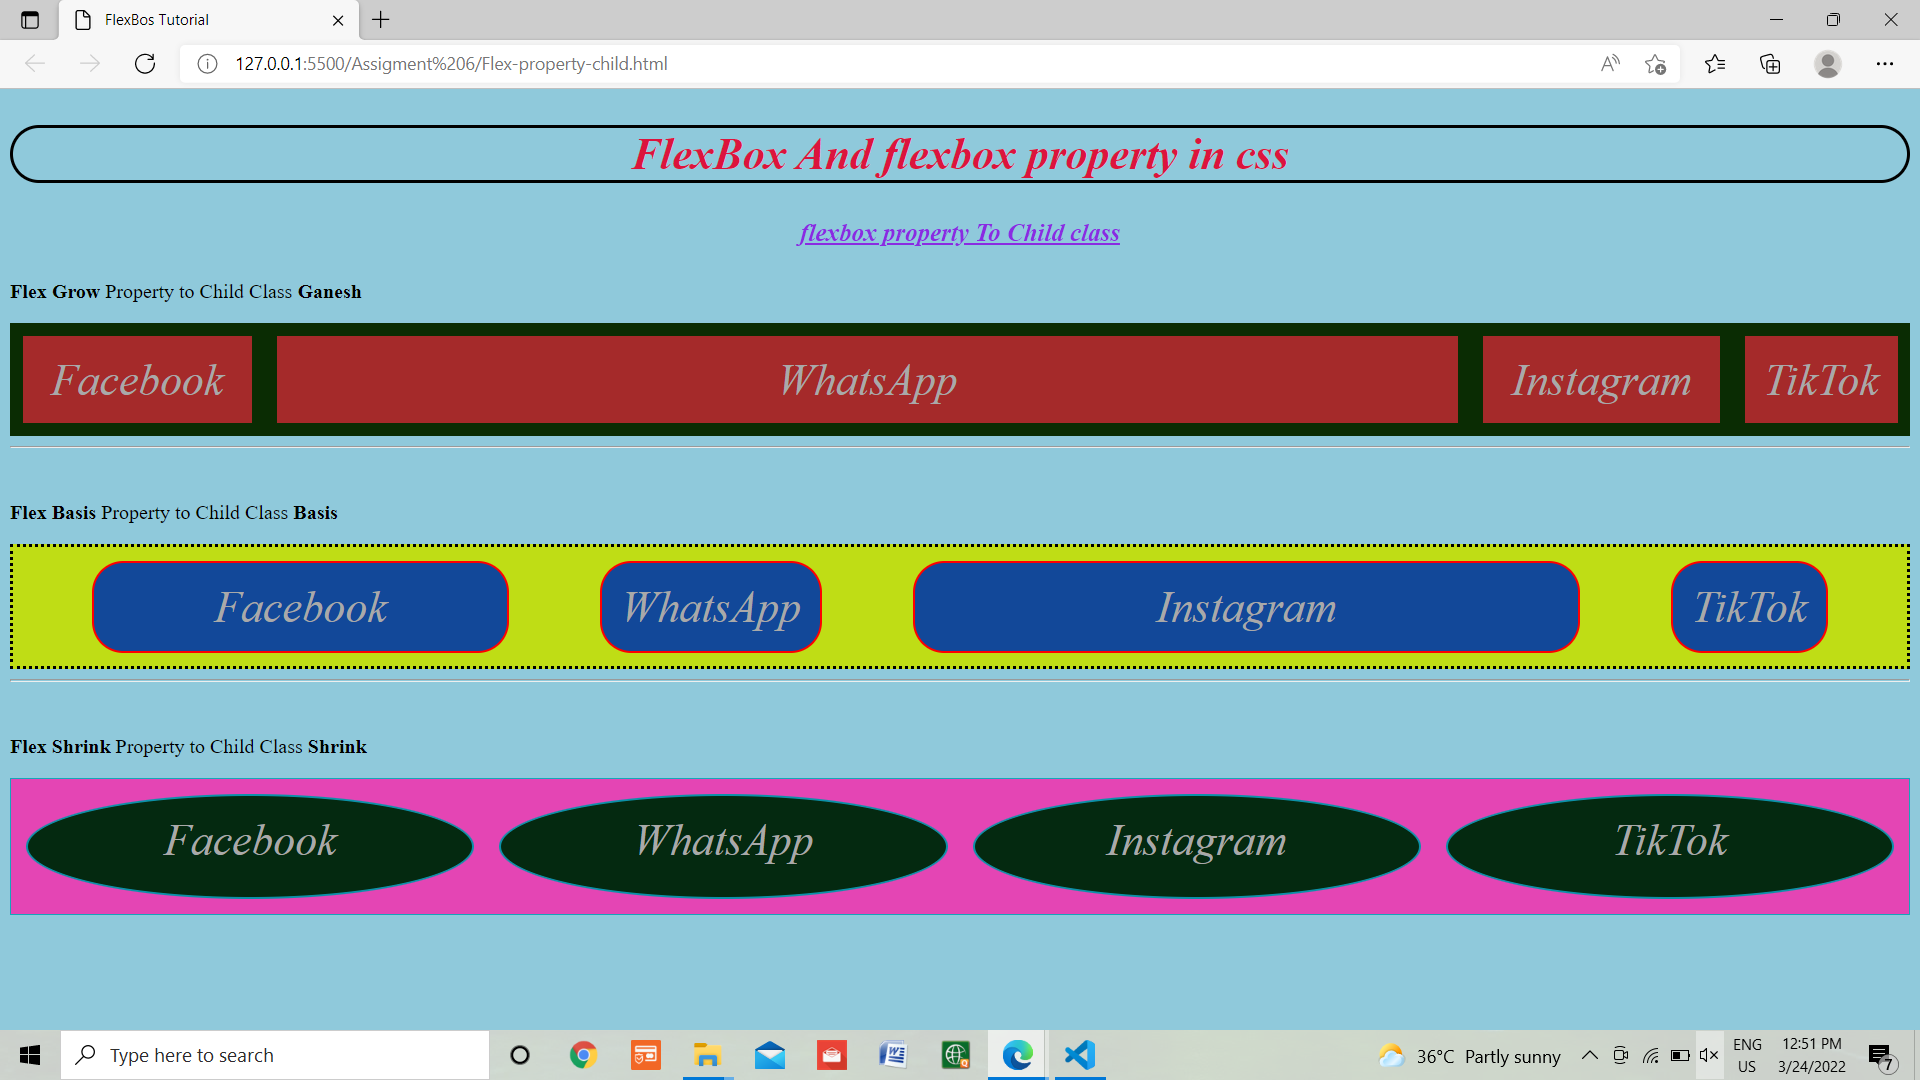 FlexBos Tutorial
127.0.0.1:5500/Assigment%206/Flex-property-child.html
FlexBox And flexbox property in css
flexbox property To Child class
Flex Grow Property to Child Class Ganesh
Facebook WhatsApp Instagram TikTok
Flex Basis Property to Child Class Basis
Facebook WhatsApp Instagram TikTok
Flex Shrink Property to Child Class Shrink
Facebook WhatsApp Instagram TikTok
Type here to search
36°C Partly sunny
ENG
US
12:51 PM
3/24/2022
7